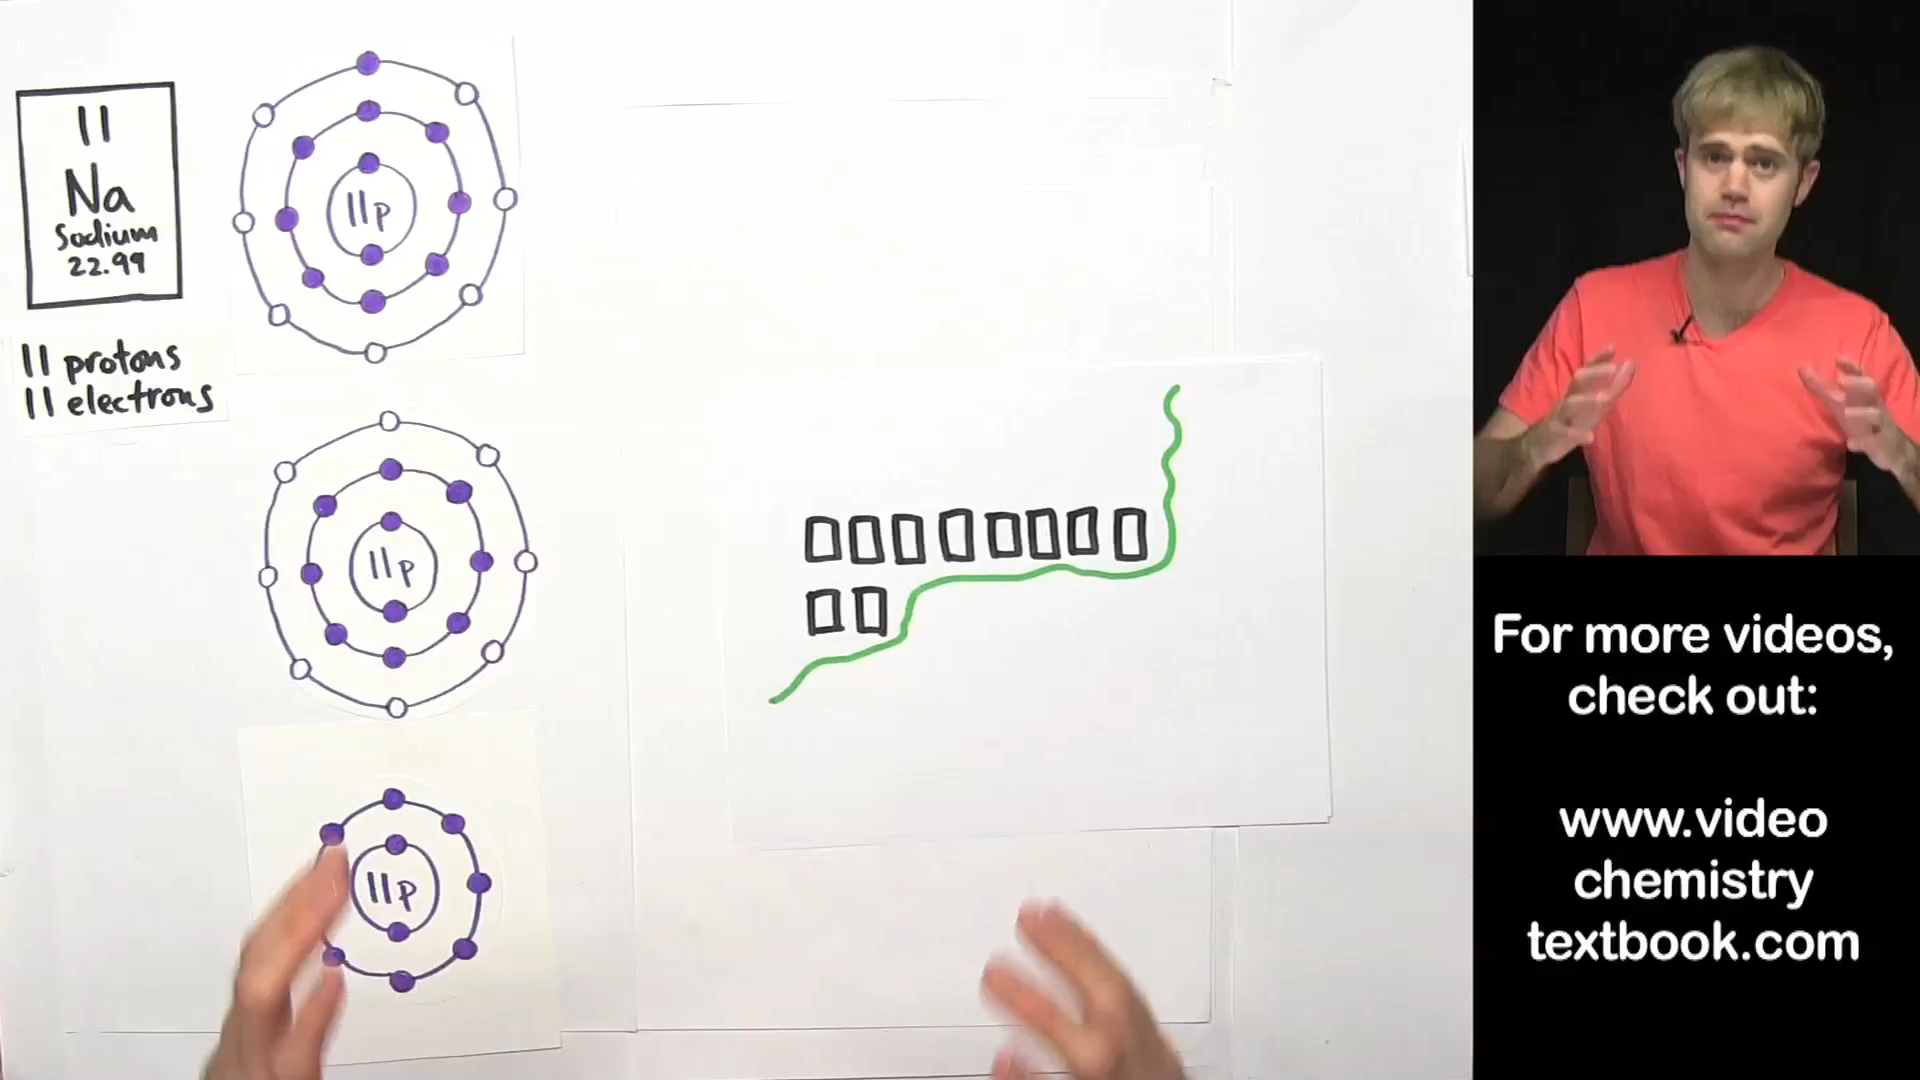 11
Na
Sodium
22.99
11 protons
11 electrons
11p
11p
11p
For more videos,
check out:
www.video
chemistry
textbook.com